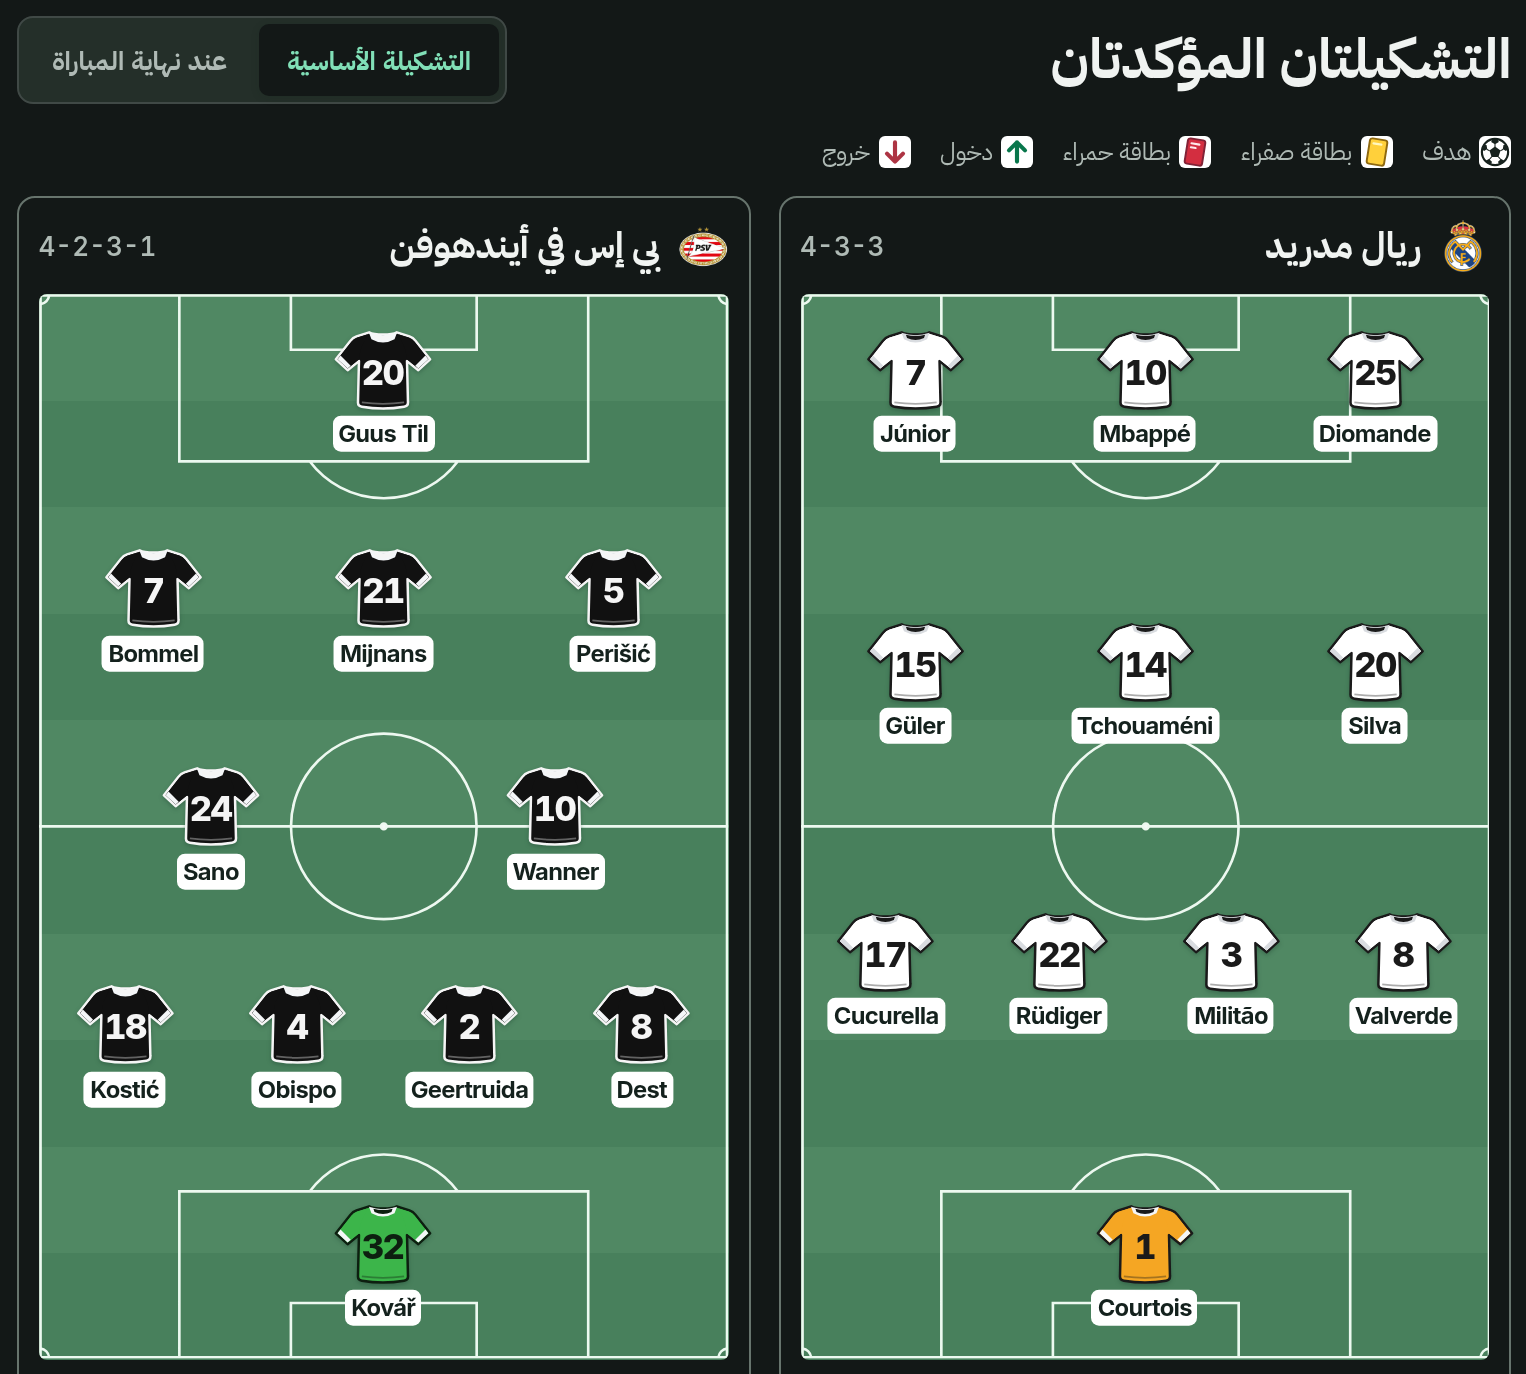 التشكيلتان المؤكدتان
التشكيلة الأساسية
عند نهاية المباراة
هدف
بطاقة صفراء
بطاقة حمراء
دخول
خروج
ريال مدريد
4-3-3
7
10
25
Júnior
Mbappé
Diomande
15
14
20
Güler
Tchouaméni
Silva
17
22
3
8
Cucurella
Rüdiger
Militão
Valverde
1
Courtois
بي إس في أيندهوفن
PSV
4-2-3-1
20
Guus Til
7
21
5
Bommel
Mijnans
Perišić
24
10
Sano
Wanner
18
4
2
8
Kostić
Obispo
Geertruida
Dest
32
Kovář